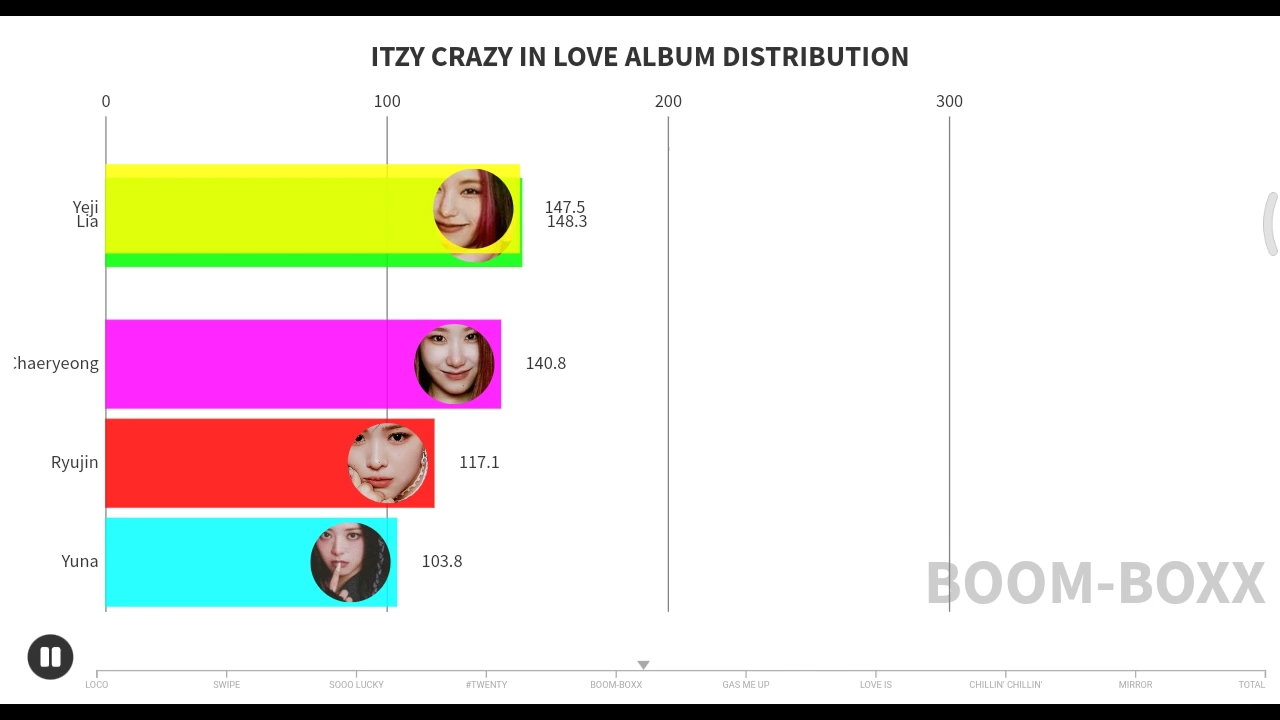 ITZY CRAZY IN LOVE ALBUM DISTRIBUTION
0 100 200 300
Yeji 147.5
Lia 148.3
haeryeong 140.8
Ryujin 117.1
Yuna 103.8
BOOM-BOXX
LOCO SWIPE SOOO LUCKY #TWENTY BOOM-BOXX GAS ME UP LOVE IS CHILLIN' CHILLIN' MIRROR TOTAL